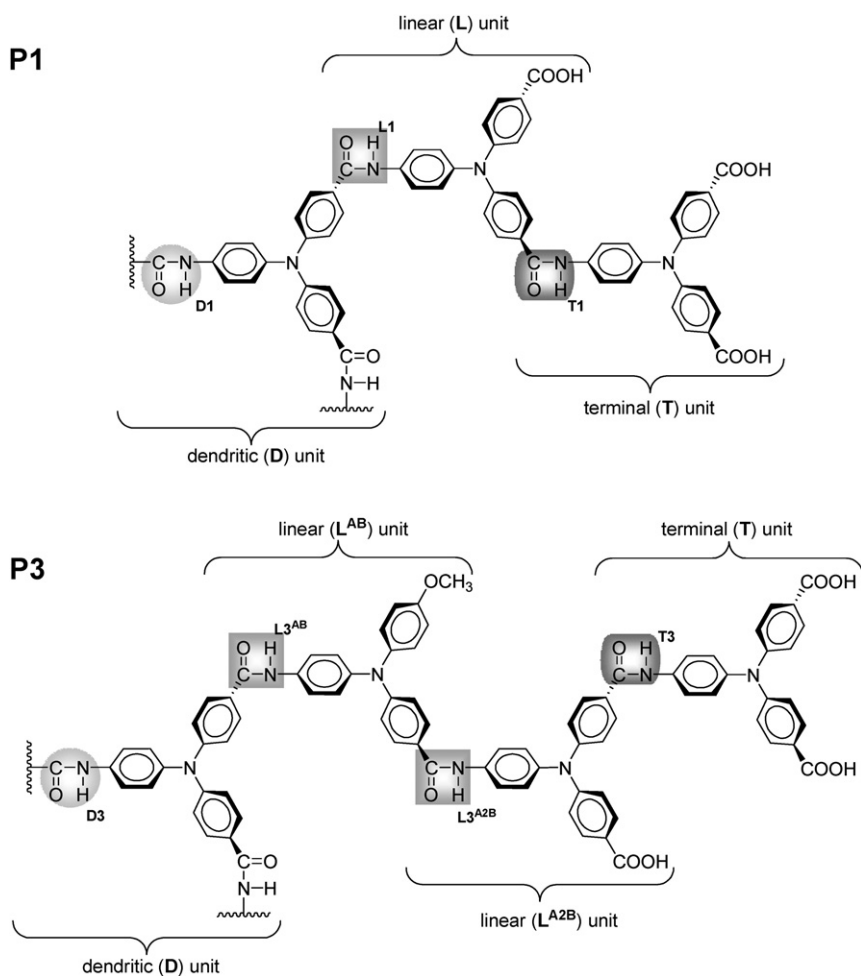 linear (L) unit
P1
COOH
L1
O H
C–N
N
COOH
C–N
O H
D1
N
C–N
O H
T1
N
C=O
N–H
COOH
terminal (T) unit
dendritic (D) unit
linear (L^AB) unit
terminal (T) unit
P3
OCH3
COOH
L3^AB
O H
C–N
N
T3
O H
C–N
N
C–N
O H
D3
N
C–N
O H
L3^A2B
N
COOH
C=O
N–H
COOH
linear (L^A2B) unit
dendritic (D) unit